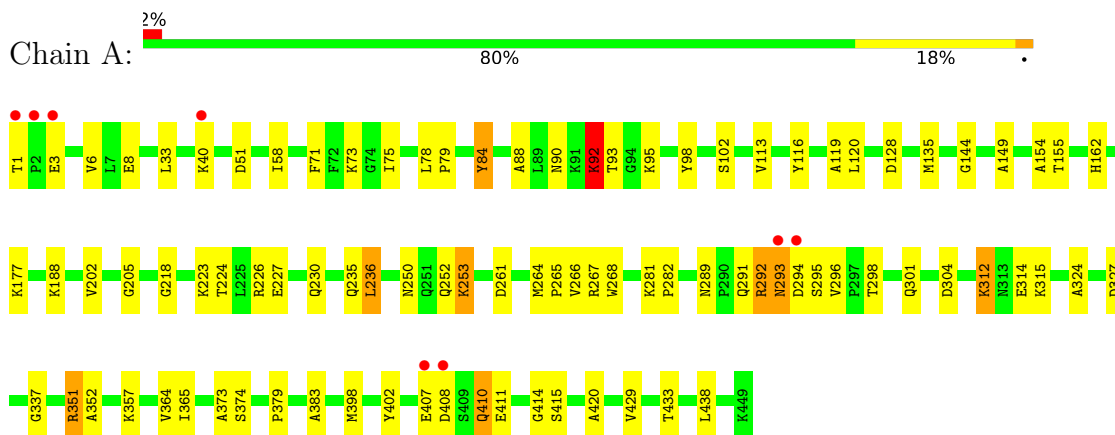 2%
Chain A:
80% 18% •
T1 P2 E3 V6 L7 E8 L33 K40 D51 I58 F71 F72 K73 G74 I75 L78 P79 Y84 A88 L89 N90 K91 K92 T93 G94 K95 Y98 S102 V113 Y116 A119 L120 D128 M135 G144 A149 A154 T155 H162
K177 K188 V202 G205 G218 K223 T224 L225 R226 E227 Q230 Q235 L236 N250 Q251 Q252 K253 D261 M264 P265 V266 R267 W268 K281 P282 N289 P290 Q291 R292 N293 D294 S295 V296 P297 T298 Q301 D304 K312 N313 E314 K315 A324
G337 R351 A352 K357 V364 I365 A373 S374 P379 A383 M398 Y402 E407 D408 S409 Q410 E411 G414 S415 A420 V429 T433 L438 K449